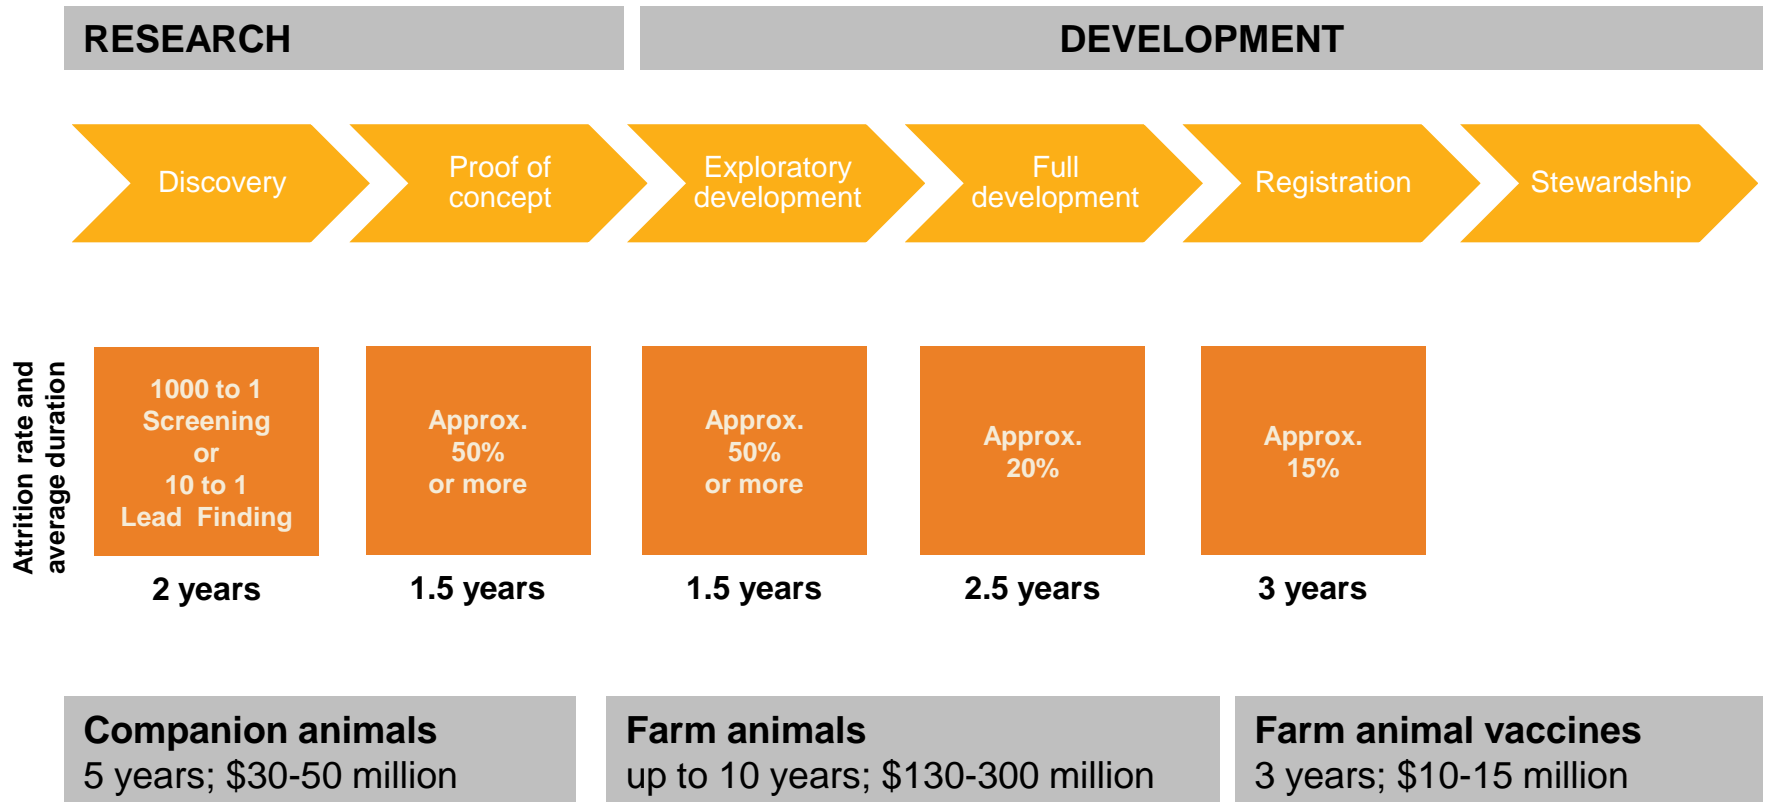 RESEARCH
DEVELOPMENT
Discovery
Proof of
concept
Exploratory
development
Full
development
Registration
Stewardship
Attrition rate and
average duration
1000 to 1
Screening
or
10 to 1
Lead Finding
Approx.
50%
or more
Approx.
50%
or more
Approx.
20%
Approx.
15%
2 years
1.5 years
1.5 years
2.5 years
3 years
Companion animals
5 years; $30-50 million
Farm animals
up to 10 years; $130-300 million
Farm animal vaccines
3 years; $10-15 million